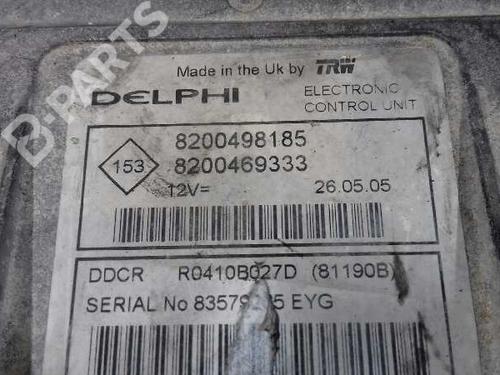 B-PARTS
Made in the Uk by TRW
DELPHI
ELECTRONIC
CONTROL UNIT
8200498185
153
8200469333
12V=
26.05.05
DDCR R0410B027D (81190B)
SERIAL No EYG